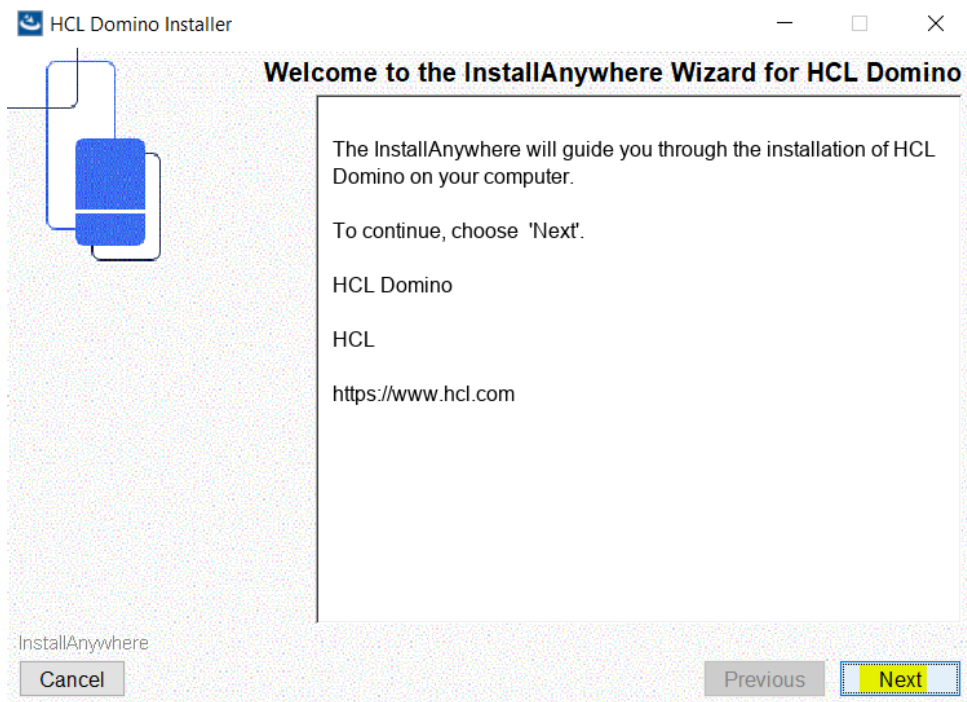 HCL Domino Installer
Welcome to the InstallAnywhere Wizard for HCL Domino
The InstallAnywhere will guide you through the installation of HCL
Domino on your computer.
To continue, choose  'Next'.
HCL Domino
HCL
https://www.hcl.com
InstallAnywhere
Cancel
Previous
Next